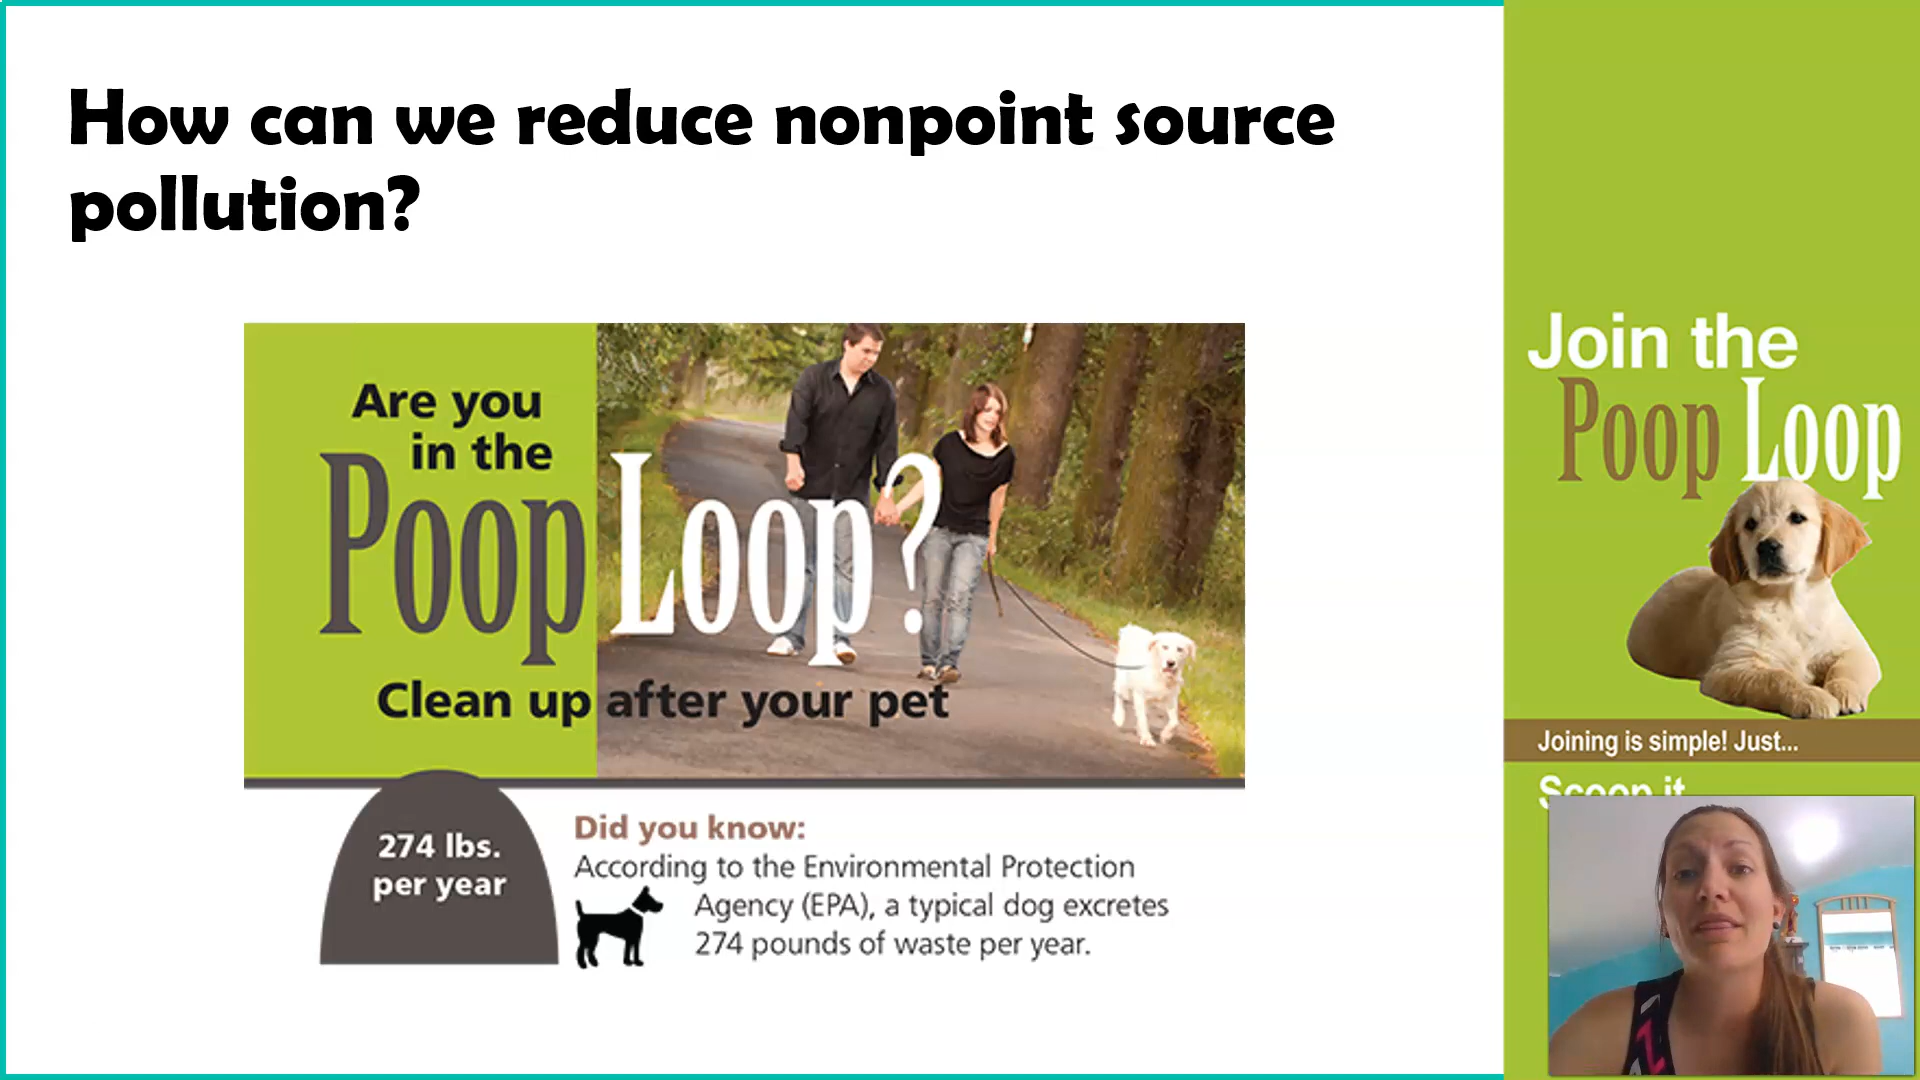 How can we reduce nonpoint source
pollution?
Are you
in the
Poop Loop?
Clean up after your pet
274 lbs.
per year
Did you know:
According to the Environmental Protection
Agency (EPA), a typical dog excretes
274 pounds of waste per year.
Join the
Poop Loop
Joining is simple! Just...
Scoop it